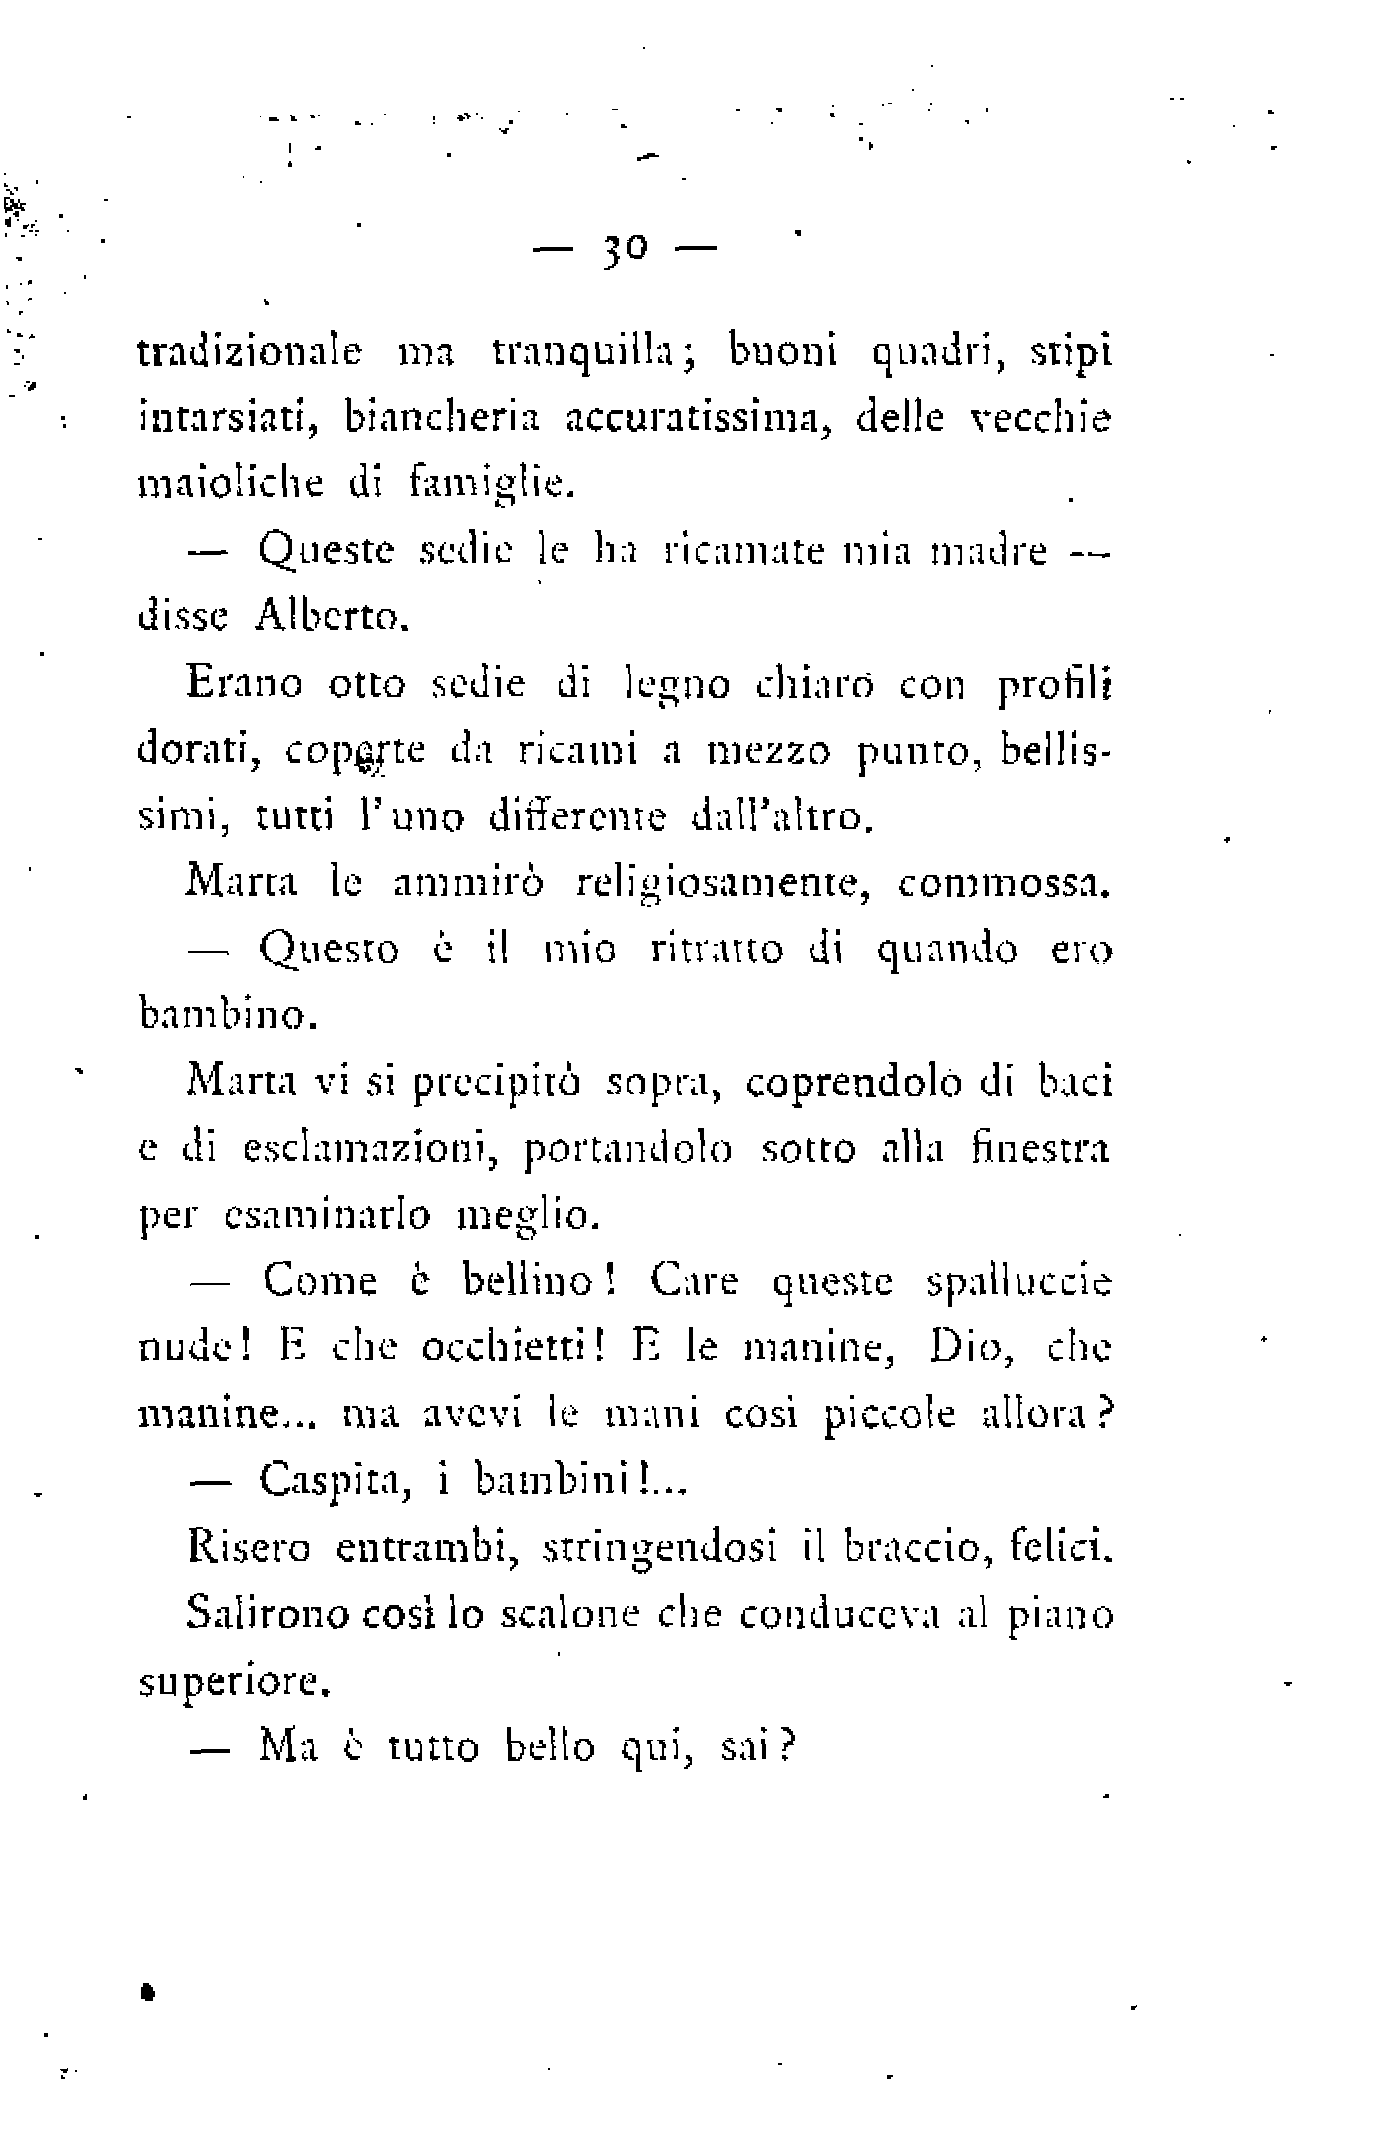 — 30 —
tradizionale ma tranquilla; buoni quadri, stipi
intarsiati, biancheria accuratissima, delle vecchie
maioliche di famiglie.
— Queste sedie le ha ricamate mia madre —
disse Alberto.
Erano otto sedie di legno chiaro con profili
dorati, coperte da ricami a mezzo punto, bellis-
simi, tutti l'uno differente dall'altro.
Marta le ammirò religiosamente, commossa.
— Questo è il mio ritratto di quando ero
bambino.
Marta vi si precipitò sopra, coprendolo di baci
e di esclamazioni, portandolo sotto alla finestra
per esaminarlo meglio.
— Come è bellino! Care queste spalluccie
nude! E che occhietti! E le manine, Dio, che
manine... ma avevi le mani così piccole allora?
— Caspita, i bambini!...
Risero entrambi, stringendosi il braccio, felici.
Salirono così lo scalone che conduceva al piano
superiore.
— Ma è tutto bello qui, sai?